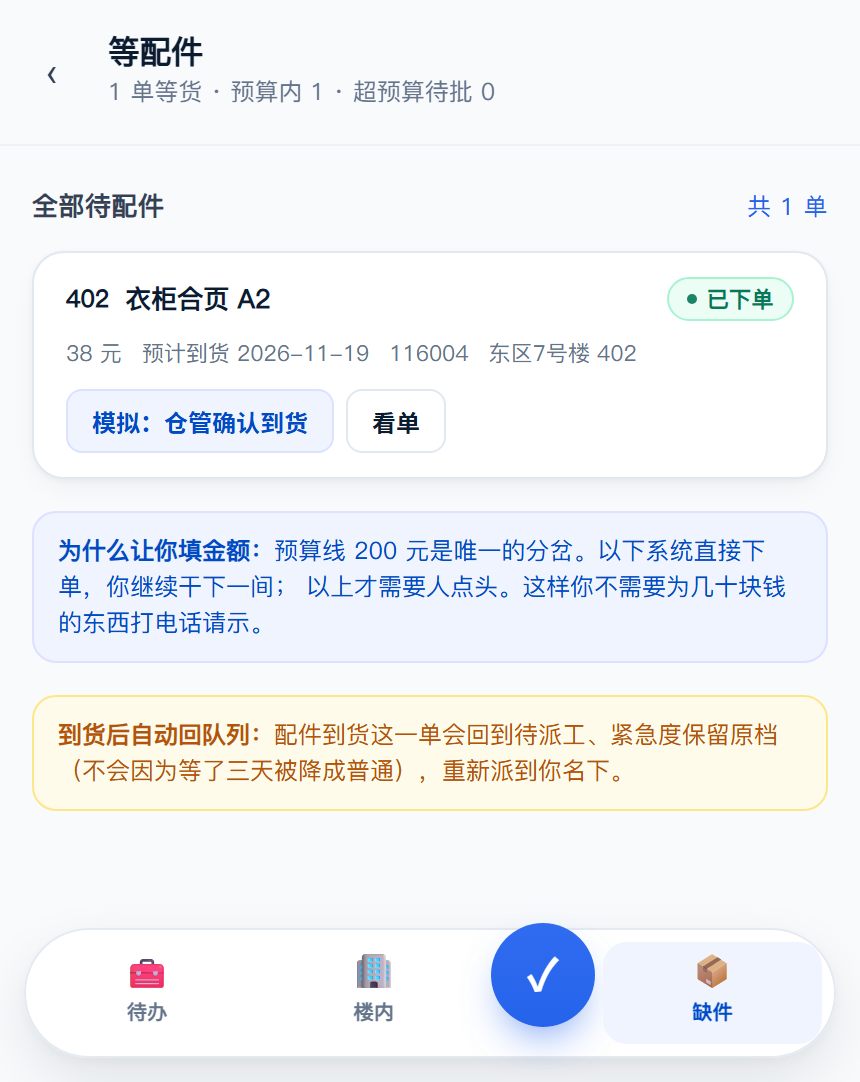 ‹
等配件
1 单等货 · 预算内 1 · 超预算待批 0
全部待配件
共 1 单
402 衣柜合页 A2
已下单
38 元 预计到货 2026-11-19 116004 东区7号楼 402
模拟：仓管确认到货
看单
为什么让你填金额：预算线 200 元是唯一的分岔。以下系统直接下
单，你继续干下一间； 以上才需要人点头。这样你不需要为几十块钱
的东西打电话请示。
到货后自动回队列：配件到货这一单会回到待派工、紧急度保留原档
（不会因为等了三天被降成普通），重新派到你名下。
✓
待办
楼内
缺件